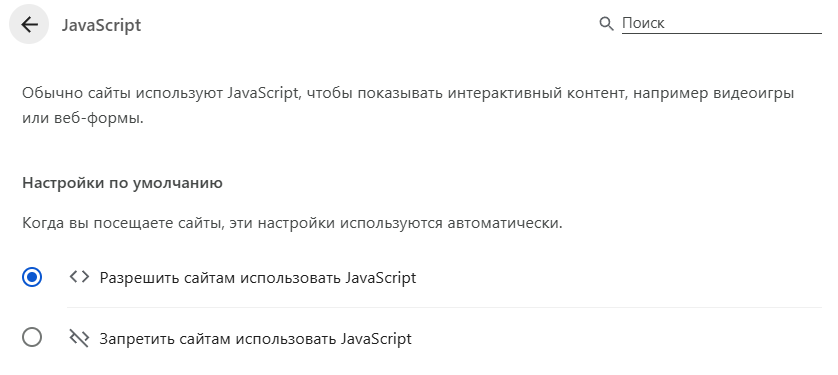 JavaScript
Поиск
Обычно сайты используют JavaScript, чтобы показывать интерактивный контент, например видеоигры
или веб-формы.
Настройки по умолчанию
Когда вы посещаете сайты, эти настройки используются автоматически.
Разрешить сайтам использовать JavaScript
Запретить сайтам использовать JavaScript